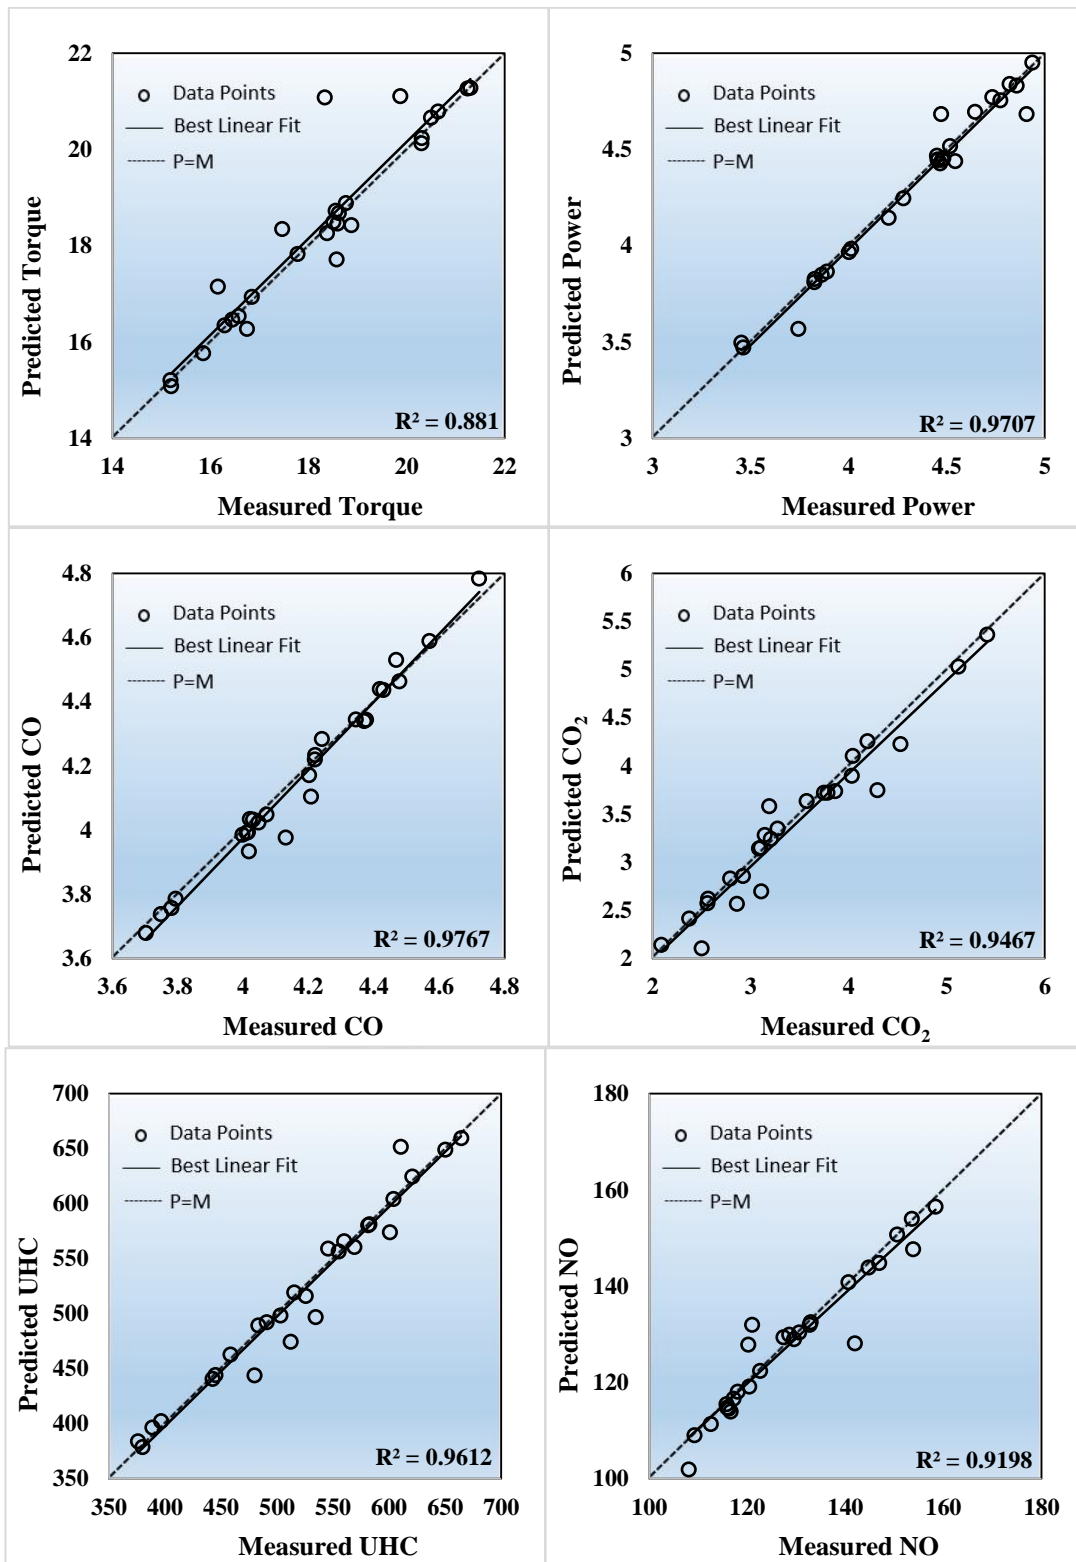 22
20
18
16
14
Predicted Torque
Data Points
Best Linear Fit
P=M
R² = 0.881
14 16 18 20 22
Measured Torque
5
4.5
4
3.5
3
Predicted Power
Data Points
Best Linear Fit
P=M
R² = 0.9707
3 3.5 4 4.5 5
Measured Power
4.8
4.6
4.4
4.2
4
3.8
3.6
Predicted CO
Data Points
Best Linear Fit
P=M
R² = 0.9767
3.6 3.8 4 4.2 4.4 4.6 4.8
Measured CO
6
5.5
5
4.5
4
3.5
3
2.5
2
Predicted CO₂
Data Points
Best Linear Fit
P=M
R² = 0.9467
2 3 4 5 6
Measured CO₂
700
650
600
550
500
450
400
350
Predicted UHC
Data Points
Best Linear Fit
P=M
R² = 0.9612
350 400 450 500 550 600 650 700
Measured UHC
180
160
140
120
100
Predicted NO
Data Points
Best Linear Fit
P=M
R² = 0.9198
100 120 140 160 180
Measured NO